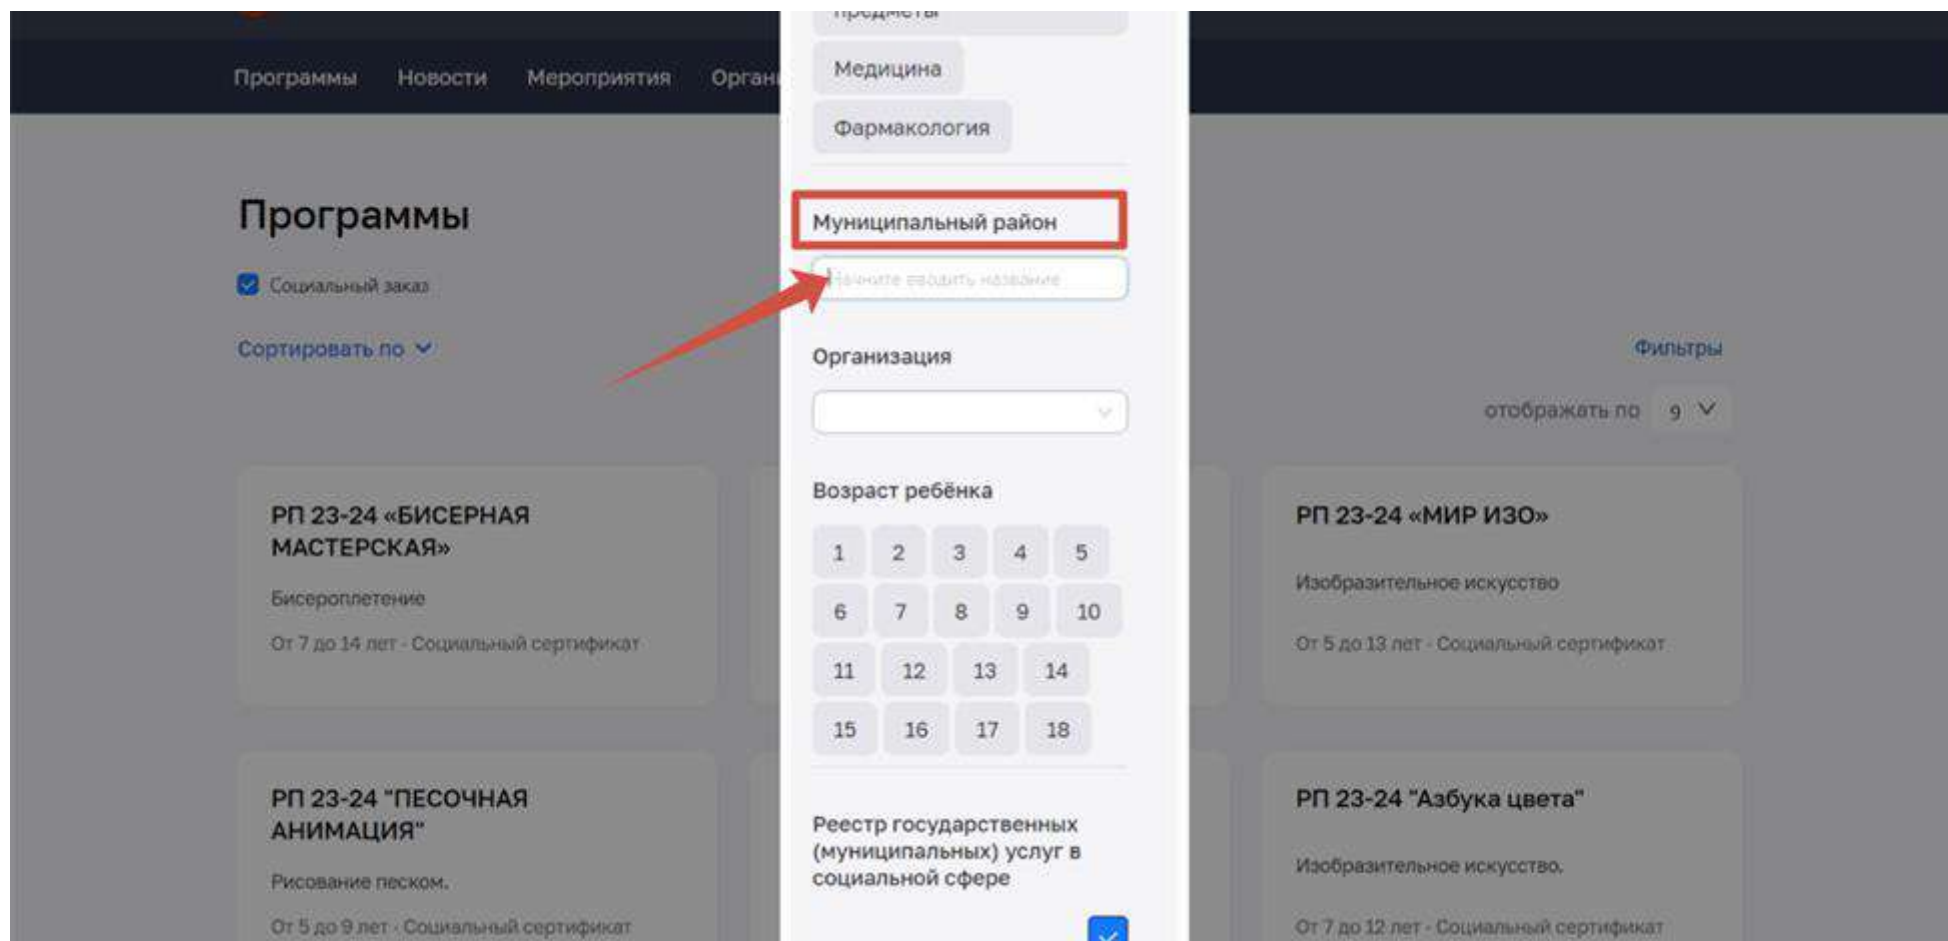 предметы
Программы Новости Мероприятия Орган
Медицина
Фармакология
Программы
Муниципальный район
Социальный заказ
Начните вводить название
Сортировать по
Организация
Фильтры
отображать по 9
Возраст ребёнка
1 2 3 4 5
6 7 8 9 10
11 12 13 14
15 16 17 18
РП 23-24 «БИСЕРНАЯ
МАСТЕРСКАЯ»
Бисероплетение
От 7 до 14 лет · Социальный сертификат
РП 23-24 «МИР ИЗО»
Изобразительное искусство
От 5 до 13 лет · Социальный сертификат
РП 23-24 "ПЕСОЧНАЯ
АНИМАЦИЯ"
Рисование песком.
От 5 до 9 лет · Социальный сертификат
Реестр государственных
(муниципальных) услуг в
социальной сфере
РП 23-24 "Азбука цвета"
Изобразительное искусство.
От 7 до 12 лет · Социальный сертификат